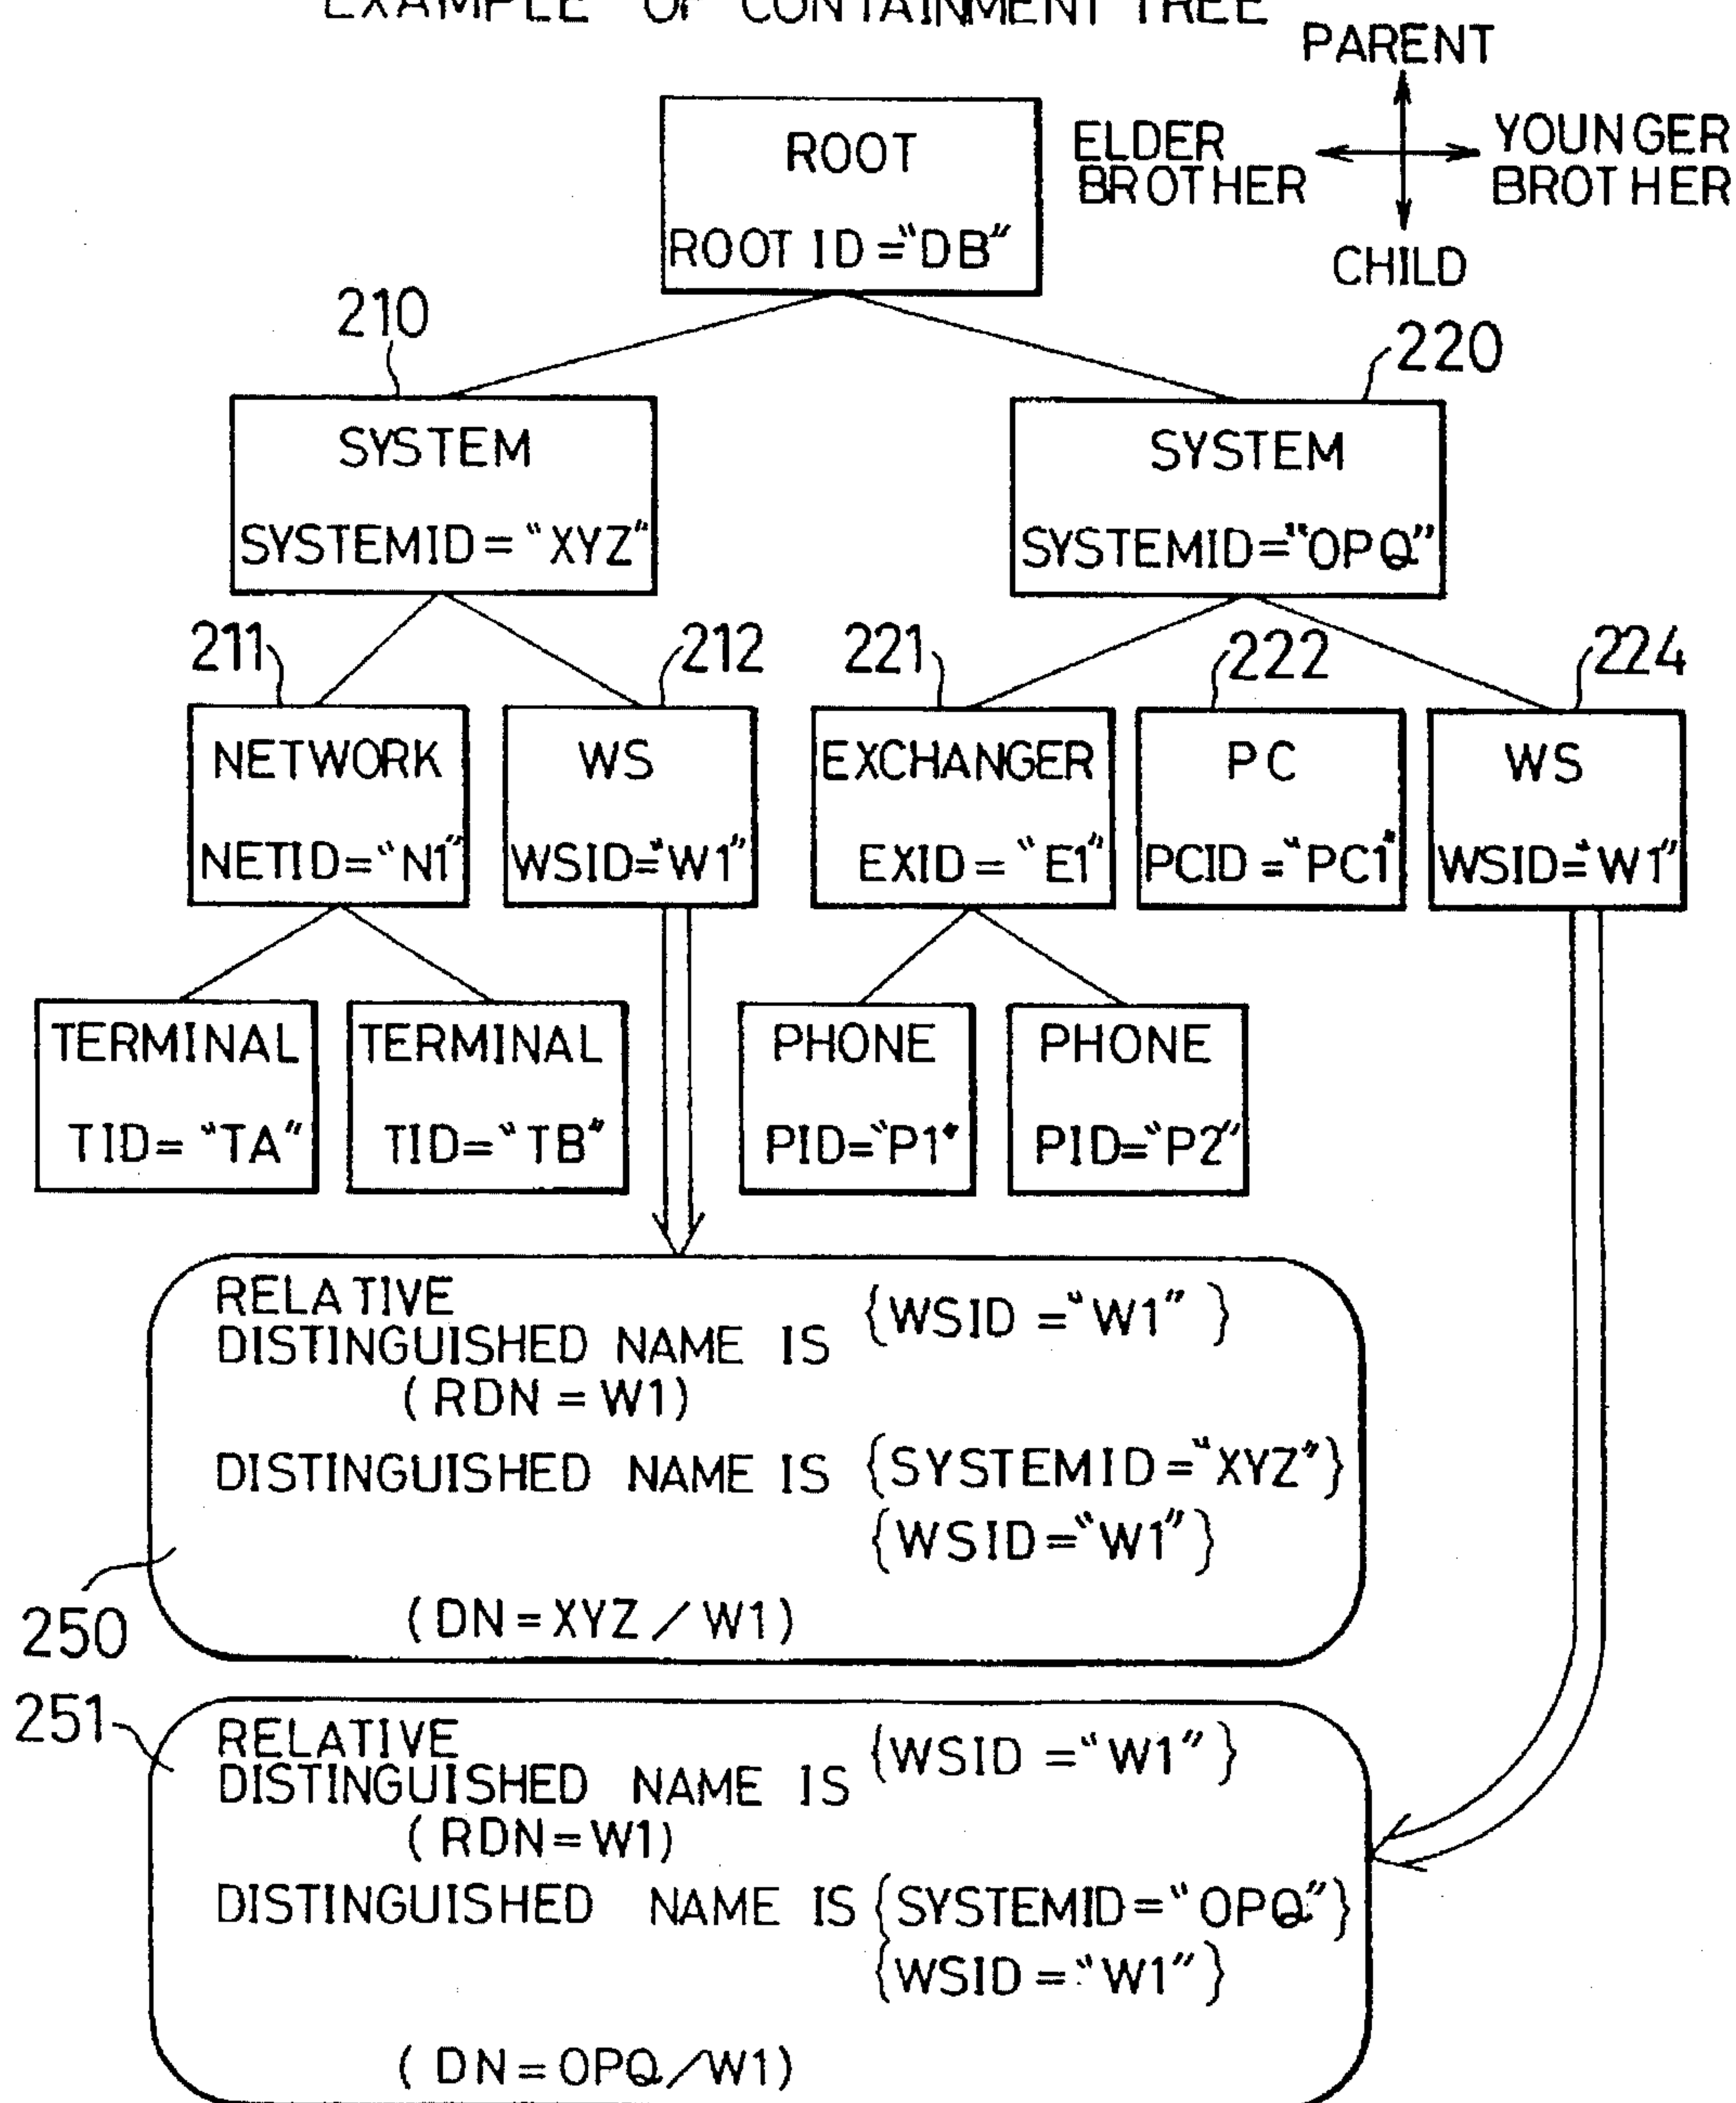 EXAMPLE OF CONTAINMENT TREE
PARENT
ELDER
BROTHER
YOUNGER
BROTHER
CHILD
ROOT
ROOT ID="DB"
210
220
SYSTEM
SYSTEMID="XYZ"
SYSTEM
SYSTEMID="OPQ"
211
212
221
222
224
NETWORK
NETID="N1"
WS
WSID="W1"
EXCHANGER
EXID="E1"
PC
PCID="PC1"
WS
WSID="W1"
TERMINAL
TID="TA"
TERMINAL
TID="TB"
PHONE
PID="P1"
PHONE
PID="P2"
RELATIVE
DISTINGUISHED NAME IS {WSID="W1"}
(RDN=W1)
DISTINGUISHED NAME IS {SYSTEMID="XYZ"}
{WSID="W1"}
(DN=XYZ/W1)
250
251
RELATIVE
DISTINGUISHED NAME IS {WSID="W1"}
(RDN=W1)
DISTINGUISHED NAME IS {SYSTEMID="OPQ"}
{WSID="W1"}
(DN=OPQ/W1)